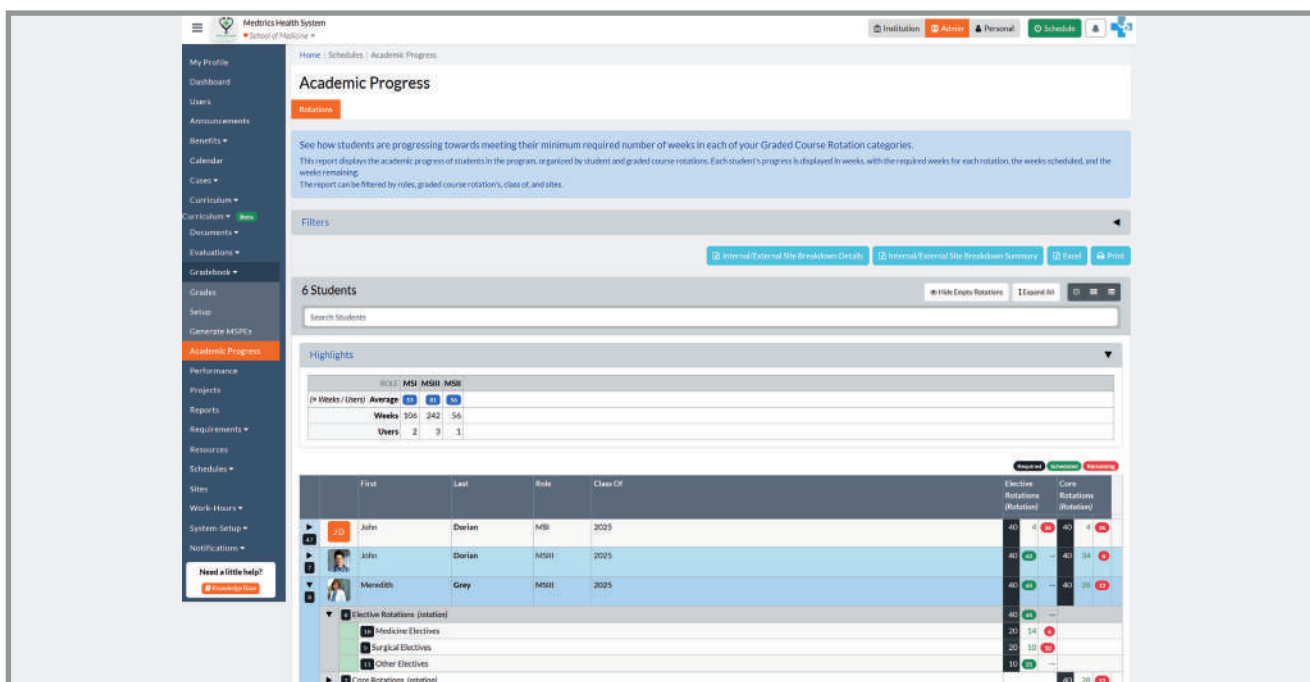 Medtrics Health System
School of Medicine
Institution Admin Personal Schedule
Home / Schedules / Academic Progress
Academic Progress
Rotations
See how students are progressing towards meeting their minimum required number of weeks in each of your Graded Course Rotation categories.
This report displays the academic progress of students in the program, organized by student and graded course rotations. Each student's progress is displayed in weeks, with the required weeks for each rotation, the weeks scheduled, and the
weeks remaining.
The report can be filtered by roles, graded course rotation's, class of, and sites.
Filters
Internal/External Site Breakdown Details Internal/External Site Breakdown Summary Excel Print
6 Students
Hide Empty Rotations Expand All
Search Students
Highlights
ROLE MSI MSIII MSII
(= Weeks / Users) Average 53 81 56
Weeks 106 242 56
Users 2 3 1
Required Scheduled Remaining
First Last Role Class Of Elective Rotations (Rotation) Core Rotations (Rotation)
47 JD John Dorian MSI 2025 40 4 36 40 4 36
7 John Dorian MSIII 2025 40 -- 40 34 6
8 Meredith Grey MSIII 2025 40 -- 40 28 12
Elective Rotations (rotation) 40 --
Medicine Electives 20 14 6
Surgical Electives 20 10 10
11 Other Electives 10 --
Core Rotations (rotation) 40 28 12
My Profile
Dashboard
Users
Announcements
Benefits
Calendar
Cases
Curriculum
Curriculum Beta
Documents
Evaluations
Gradebook
Grades
Setup
Generate MSPEs
Academic Progress
Performance
Projects
Reports
Requirements
Resources
Schedules
Sites
Work-Hours
System-Setup
Notifications
Need a little help?
Knowledge Base